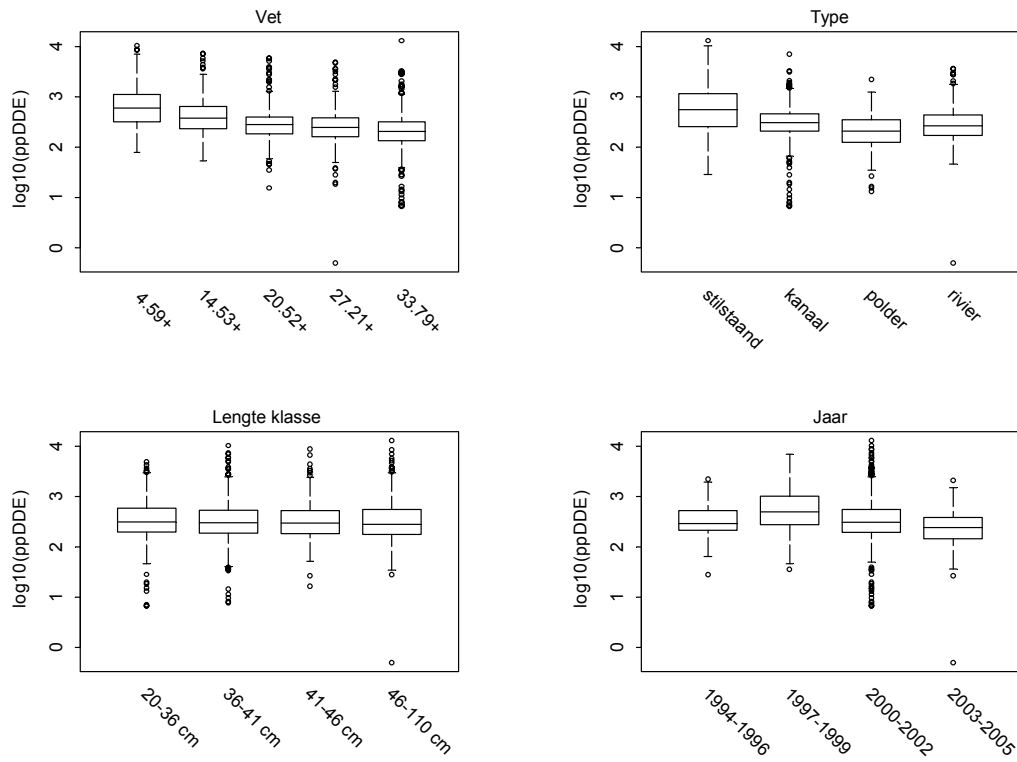 Vet
log10(ppDDE)
4
3
2
1
0
4.59+
14.53+
20.52+
27.21+
33.79+
Type
log10(ppDDE)
4
3
2
1
0
stilstaand
kanaal
polder
rivier
Lengte klasse
log10(ppDDE)
4
3
2
1
0
20-36 cm
36-41 cm
41-46 cm
46-110 cm
Jaar
log10(ppDDE)
4
3
2
1
0
1994-1996
1997-1999
2000-2002
2003-2005